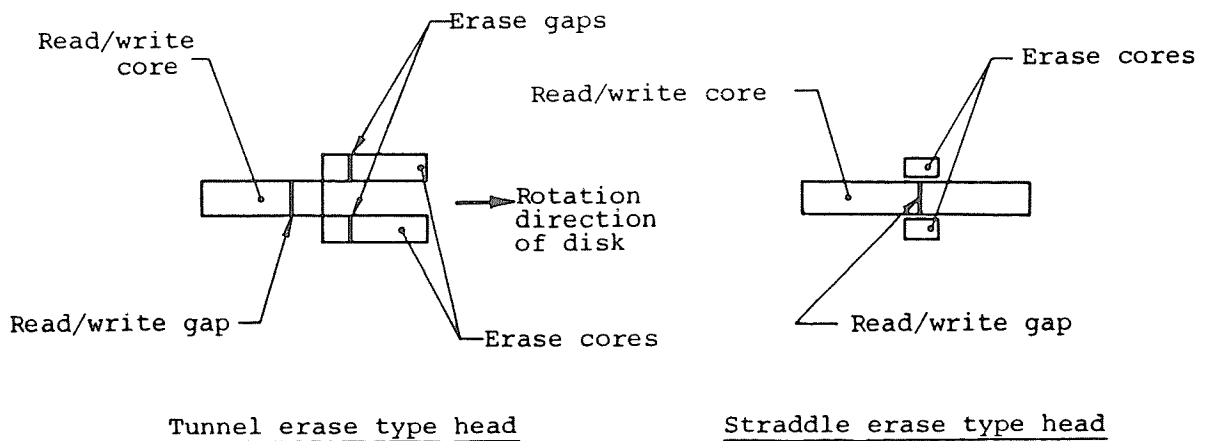 Read/write
core
Erase gaps
Rotation
direction
of disk
Read/write gap
Erase cores
Tunnel erase type head
Erase cores
Read/write core
Read/write gap
Straddle erase type head